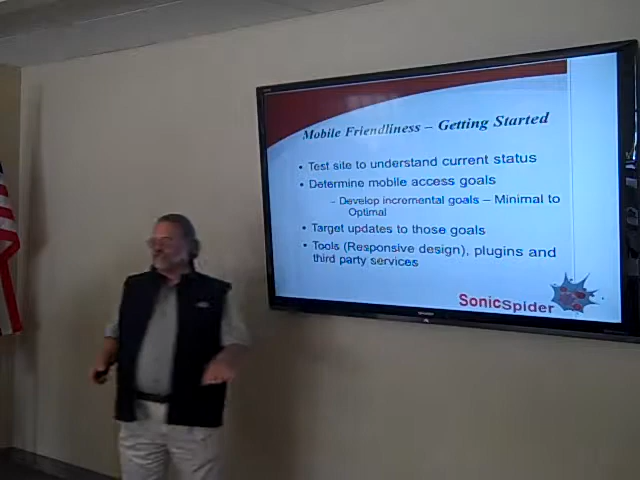 Mobile Friendliness – Getting Started
• Test site to understand current status
• Determine mobile access goals
– Develop incremental goals – Minimal to
Optimal
• Target updates to those goals
• Tools (Responsive design), plugins and
third party services
SonicSpider